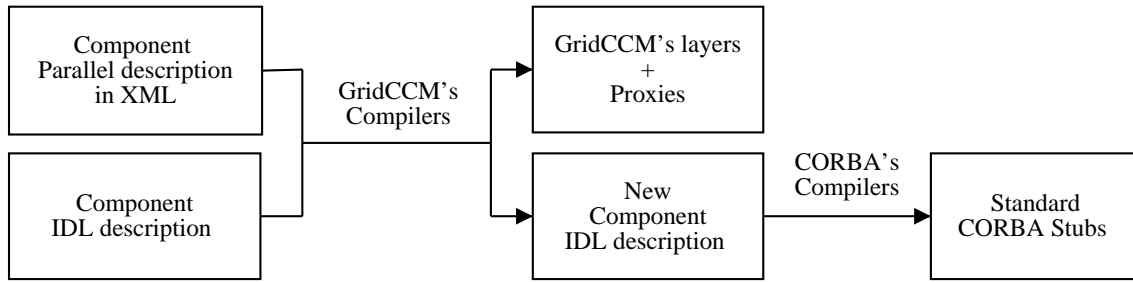 Component
Parallel description
in XML
GridCCM’s
Compilers
GridCCM’s layers
+
Proxies
Component
IDL description
New
Component
IDL description
CORBA’s
Compilers
Standard
CORBA Stubs